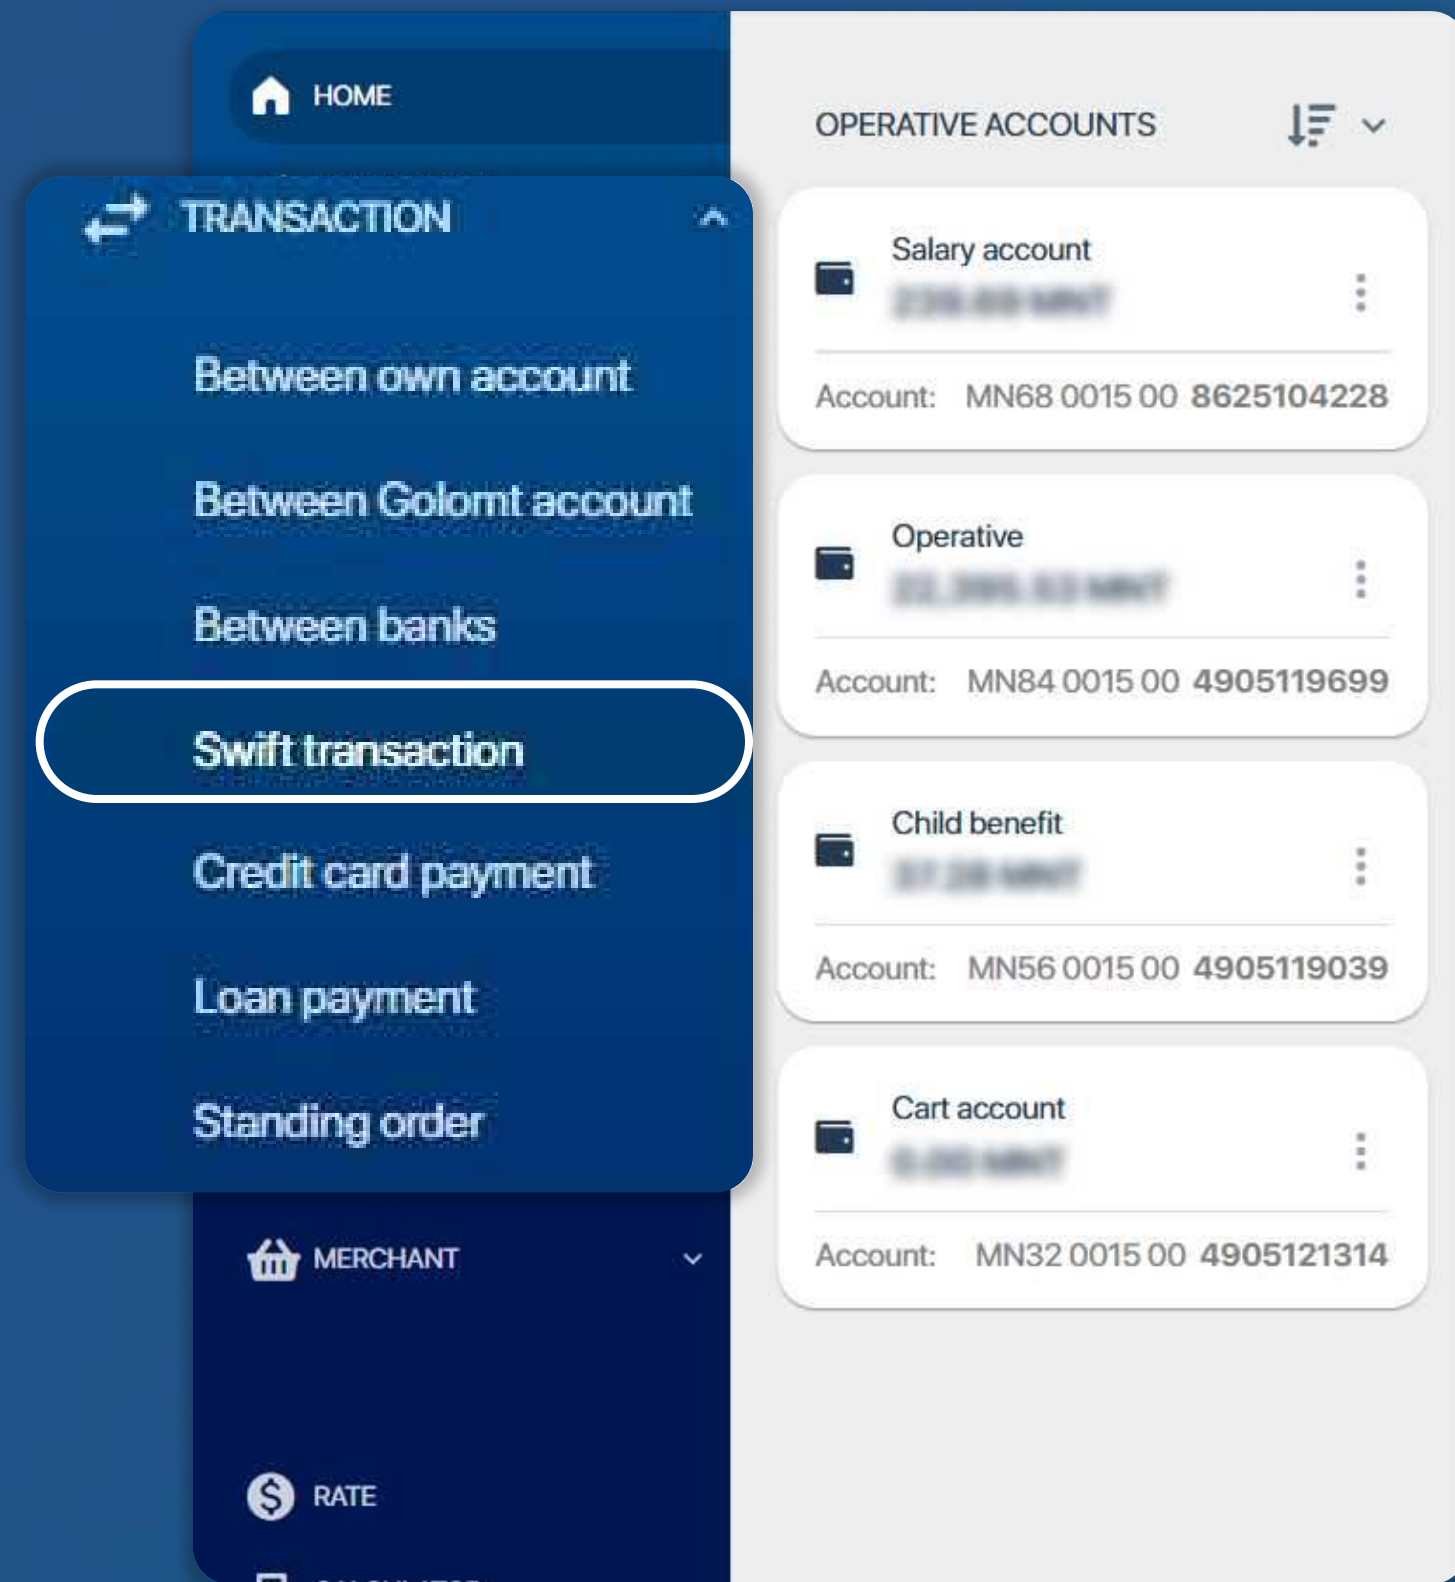 HOME
TRANSACTION
Between own account
Between Golomt account
Between banks
Swift transaction
Credit card payment
Loan payment
Standing order
MERCHANT
RATE
OPERATIVE ACCOUNTS
Salary account
Account: MN68 0015 00 8625104228
Operative
Account: MN84 0015 00 4905119699
Child benefit
Account: MN56 0015 00 4905119039
Cart account
Account: MN32 0015 00 4905121314